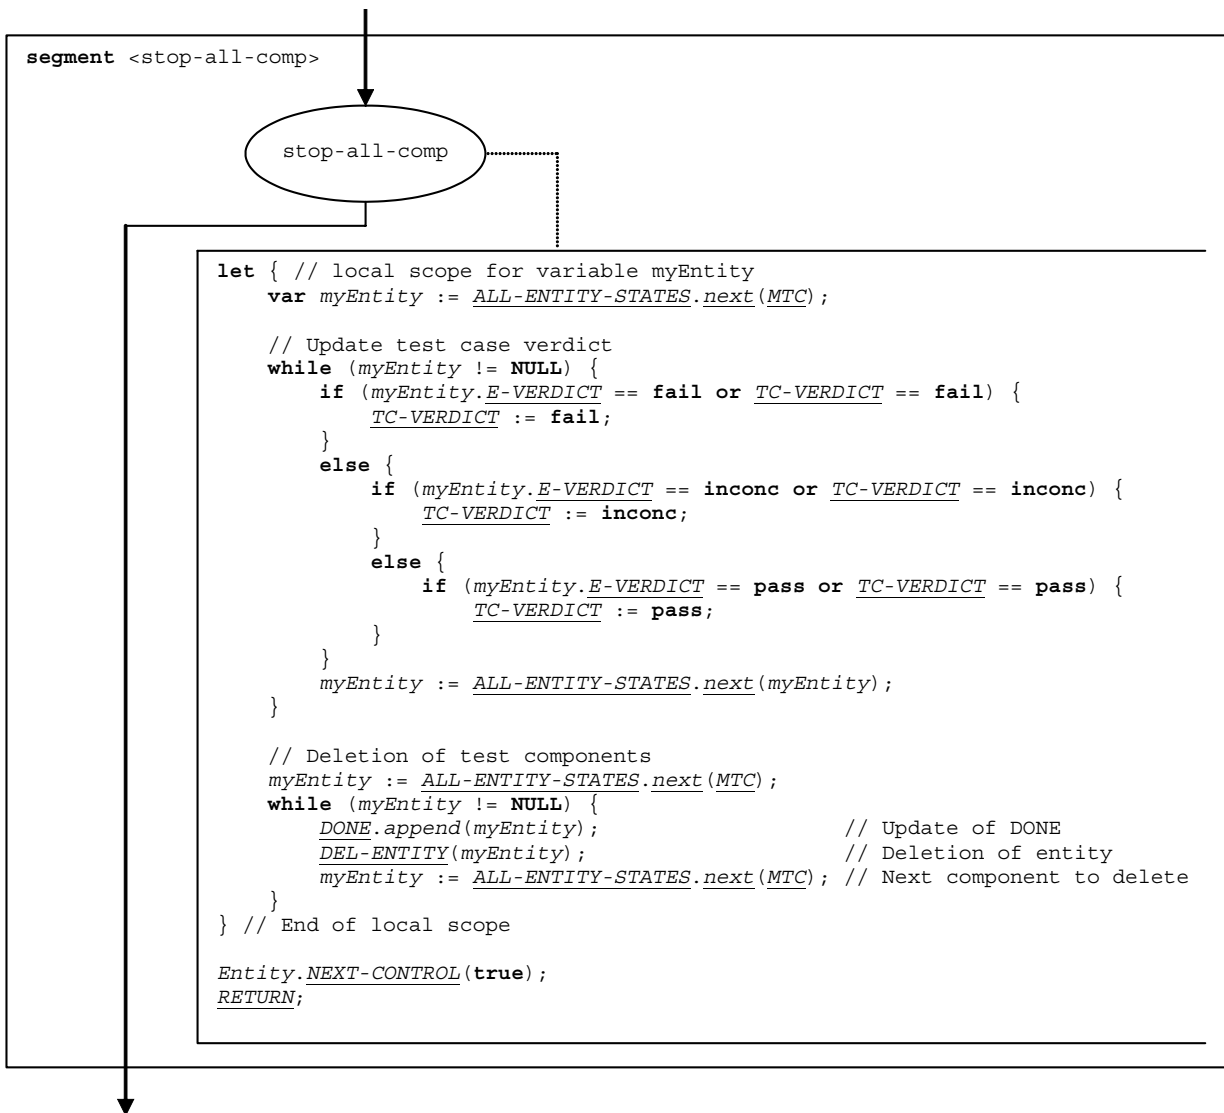 segment <stop-all-comp>
stop-all-comp
let { // local scope for variable myEntity
var myEntity := ALL-ENTITY-STATES.next(MTC);
// Update test case verdict
while (myEntity != NULL) {
if (myEntity.E-VERDICT == fail or TC-VERDICT == fail) {
TC-VERDICT := fail;
}
else {
if (myEntity.E-VERDICT == inconc or TC-VERDICT == inconc) {
TC-VERDICT := inconc;
}
else {
if (myEntity.E-VERDICT == pass or TC-VERDICT == pass) {
TC-VERDICT := pass;
}
}
myEntity := ALL-ENTITY-STATES.next(myEntity);
}
// Deletion of test components
myEntity := ALL-ENTITY-STATES.next(MTC);
while (myEntity != NULL) {
DONE.append(myEntity); // Update of DONE
DEL-ENTITY(myEntity); // Deletion of entity
myEntity := ALL-ENTITY-STATES.next(MTC); // Next component to delete
}
} // End of local scope
Entity.NEXT-CONTROL(true);
RETURN;